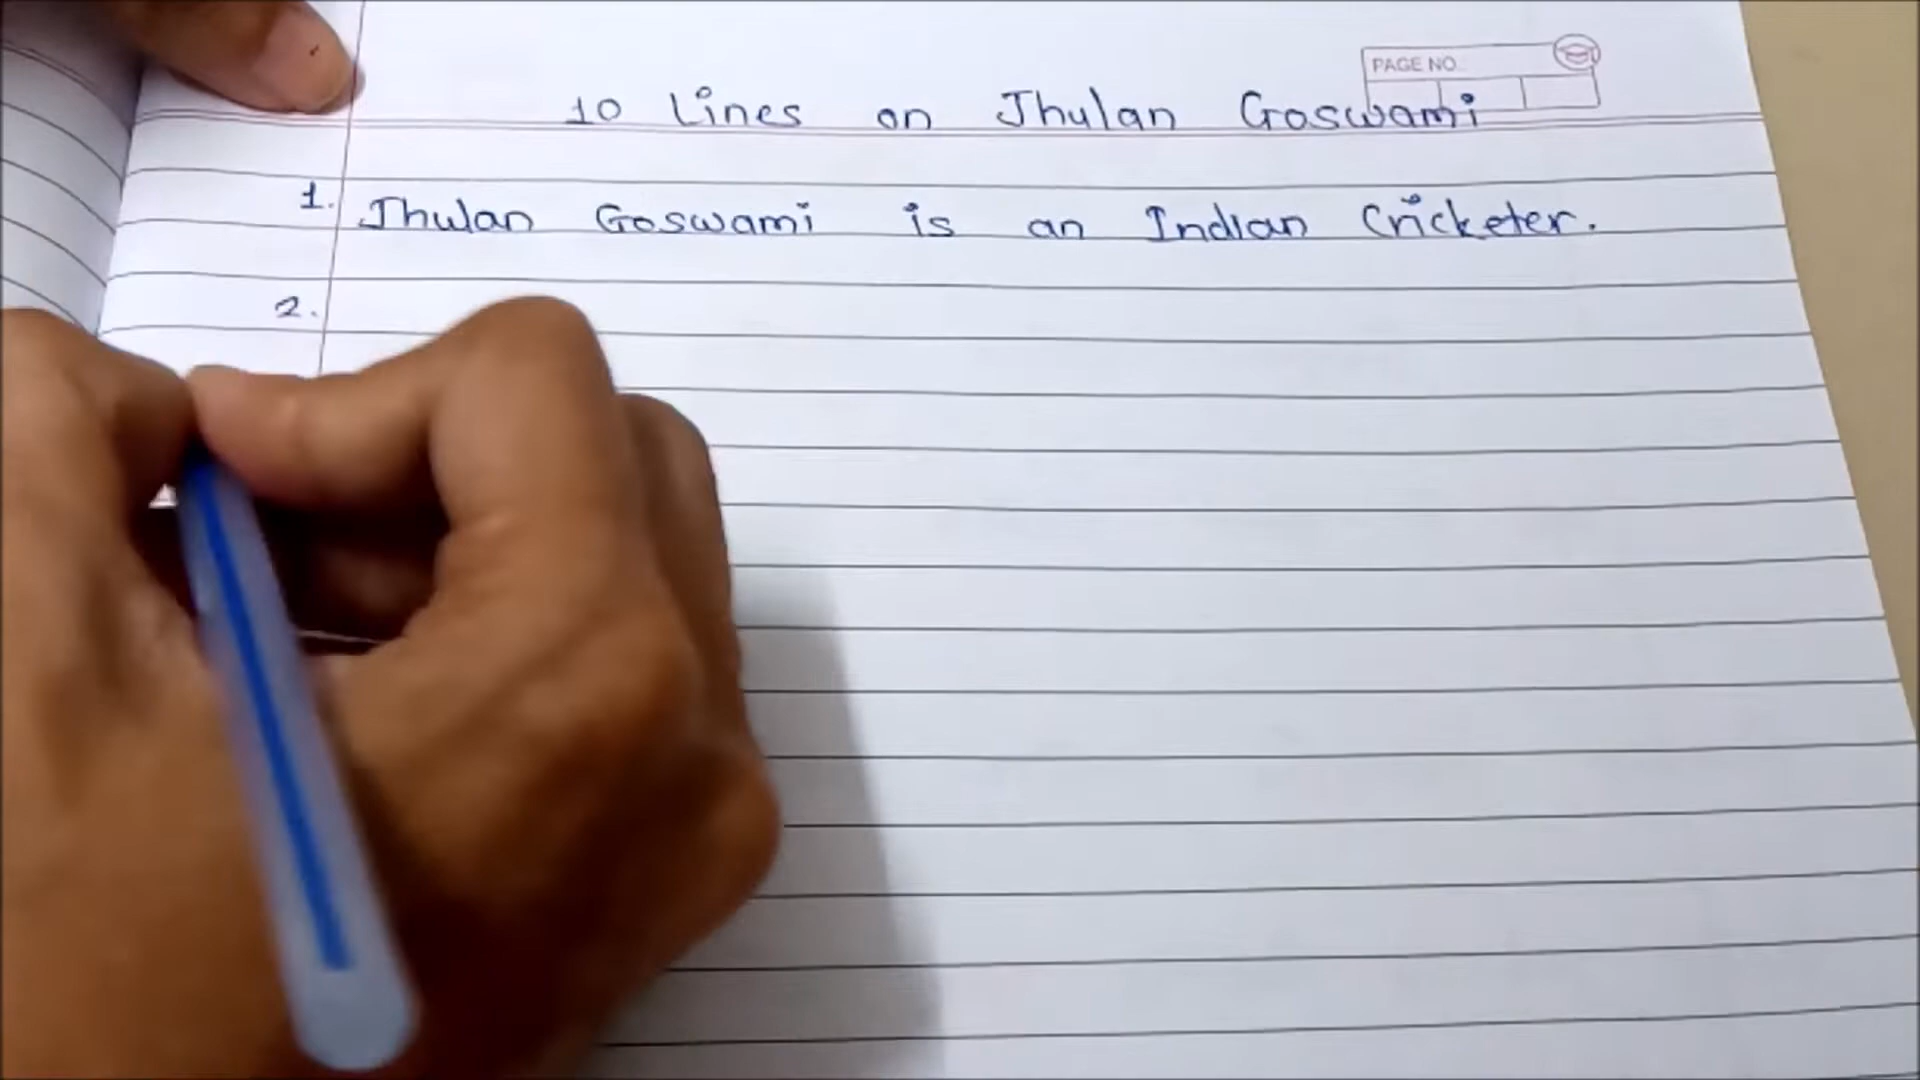 PAGE NO.
10 Lines on Jhulan Goswami
1. Jhulan Goswami is an Indian Cricketer.
2.